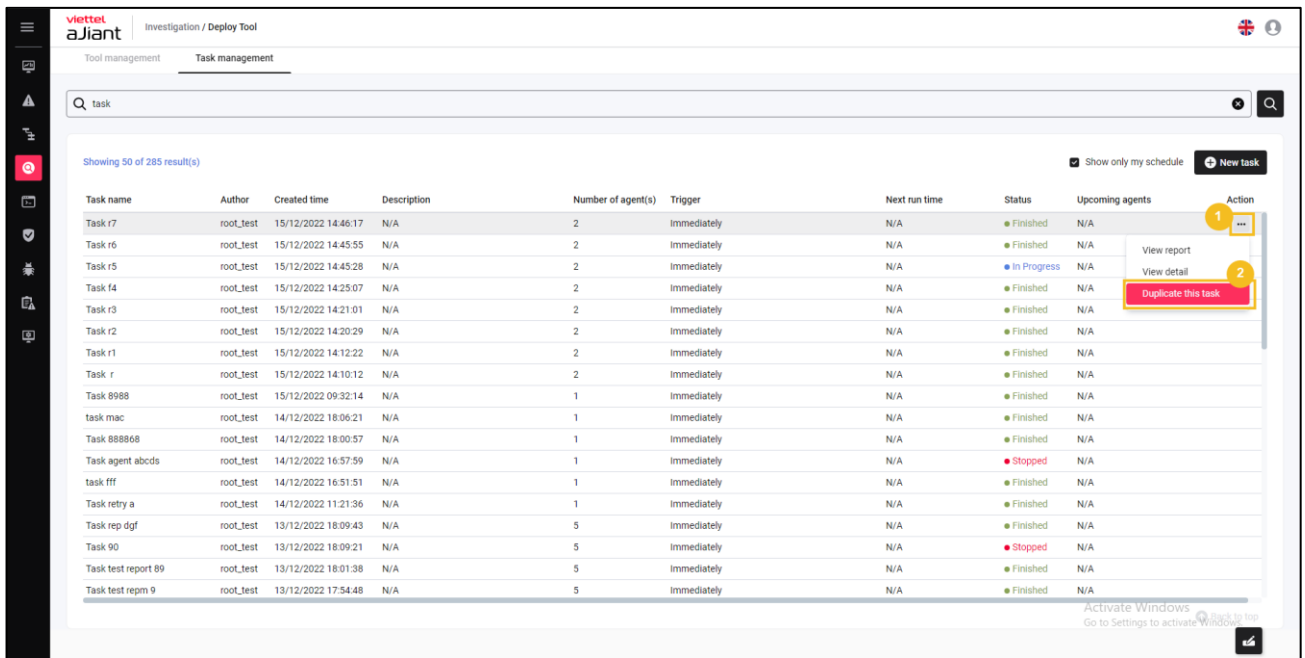 viettel
aJiant
Investigation / Deploy Tool
Tool management Task management
task
Showing 50 of 285 result(s) Show only my schedule New task
Task name Author Created time Description Number of agent(s) Trigger Next run time Status Upcoming agents Action
Task r7 root_test 15/12/2022 14:46:17 N/A 2 Immediately N/A Finished N/A 1 ...
Task r6 root_test 15/12/2022 14:45:55 N/A 2 Immediately N/A Finished N/A
View report
Task r5 root_test 15/12/2022 14:45:28 N/A 2 Immediately N/A In Progress N/A
View detail 2
Task f4 root_test 15/12/2022 14:25:07 N/A 2 Immediately N/A Finished N/A
Duplicate this task
Task r3 root_test 15/12/2022 14:21:01 N/A 2 Immediately N/A Finished N/A
Task r2 root_test 15/12/2022 14:20:29 N/A 2 Immediately N/A Finished N/A
Task r1 root_test 15/12/2022 14:12:22 N/A 2 Immediately N/A Finished N/A
Task r root_test 15/12/2022 14:10:12 N/A 2 Immediately N/A Finished N/A
Task 8988 root_test 15/12/2022 09:32:14 N/A 1 Immediately N/A Finished N/A
task mac root_test 14/12/2022 18:06:21 N/A 1 Immediately N/A Finished N/A
Task 888868 root_test 14/12/2022 18:00:57 N/A 1 Immediately N/A Finished N/A
Task agent abcds root_test 14/12/2022 16:57:59 N/A 1 Immediately N/A Stopped N/A
task fff root_test 14/12/2022 16:51:51 N/A 1 Immediately N/A Finished N/A
Task retry a root_test 14/12/2022 11:21:36 N/A 1 Immediately N/A Finished N/A
Task rep dgf root_test 13/12/2022 18:09:43 N/A 5 Immediately N/A Finished N/A
Task 90 root_test 13/12/2022 18:09:21 N/A 5 Immediately N/A Stopped N/A
Task test report 89 root_test 13/12/2022 18:01:38 N/A 5 Immediately N/A Finished N/A
Task test repm 9 root_test 13/12/2022 17:54:48 N/A 5 Immediately N/A Finished N/A
Activate Windows
Back to top
Go to Settings to activate Windows.